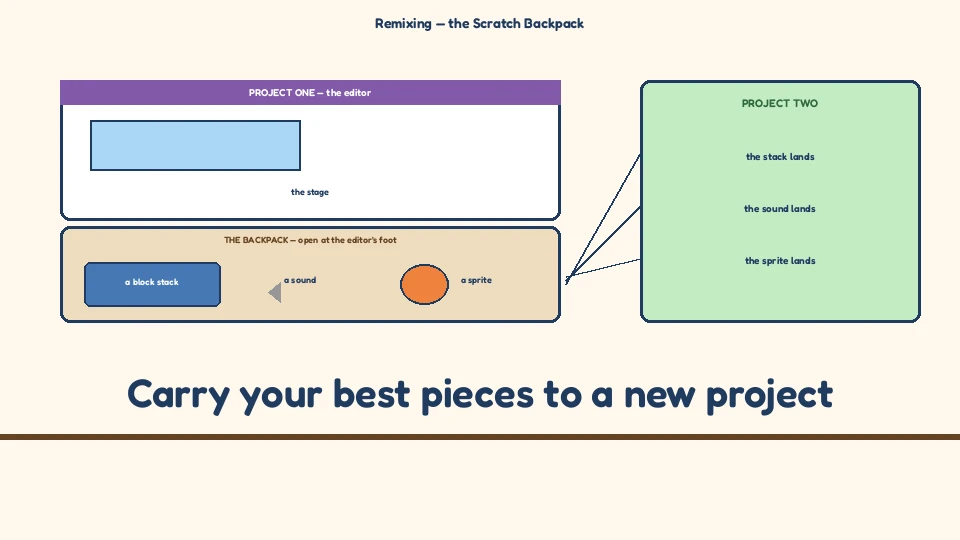 Remixing — the Scratch Backpack
PROJECT ONE — the editor
the stage
THE BACKPACK — open at the editor's foot
a block stack
a sound
a sprite
PROJECT TWO
the stack lands
the sound lands
the sprite lands
Carry your best pieces to a new project